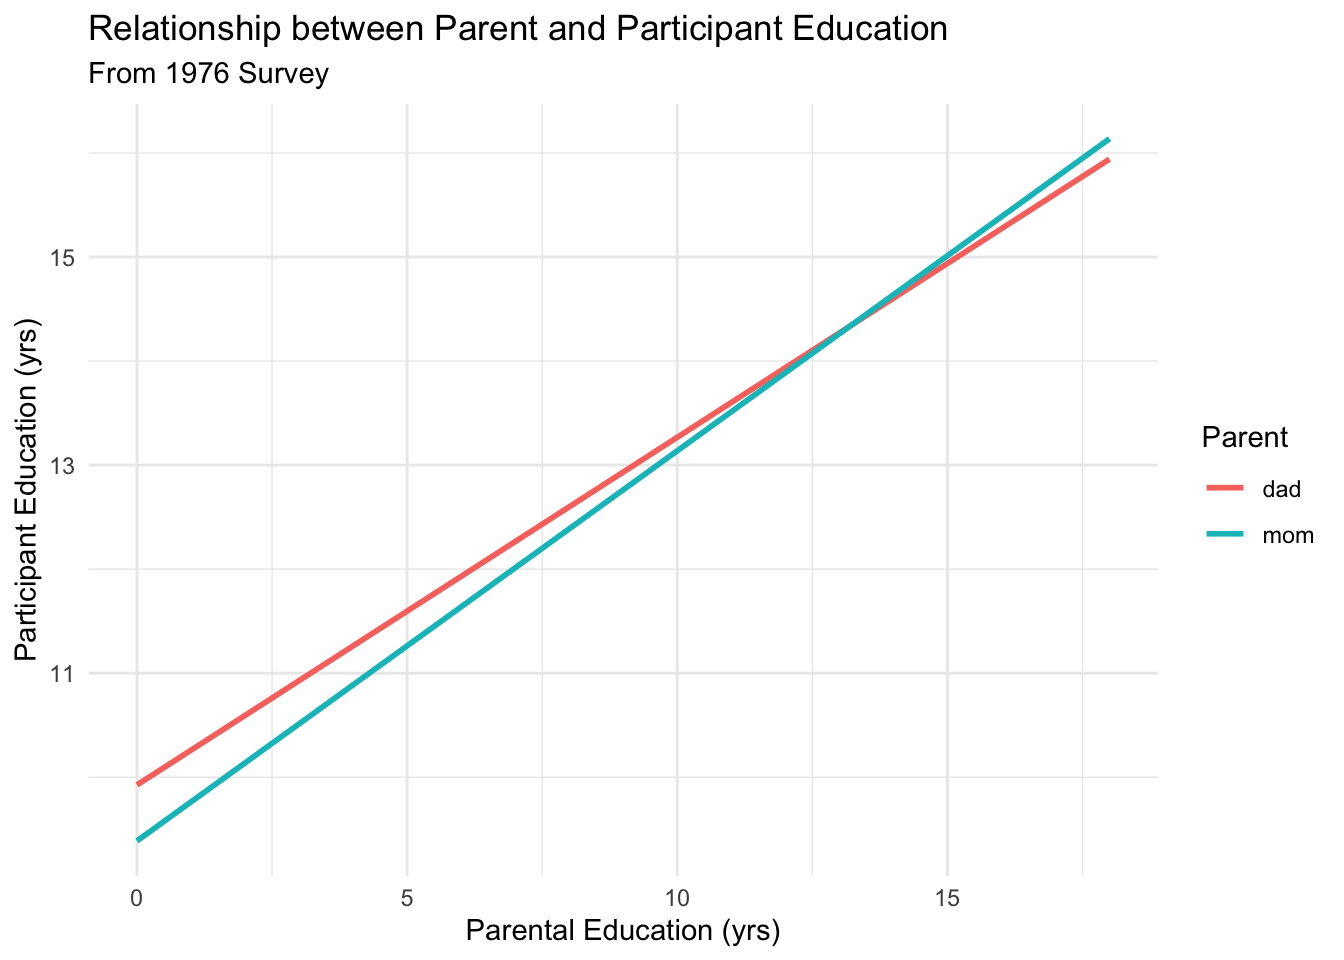 Relationship between Parent and Participant Education
From 1976 Survey
15
13
11
Participant Education (yrs)
0 5 10 15
Parental Education (yrs)
Parent
dad
mom